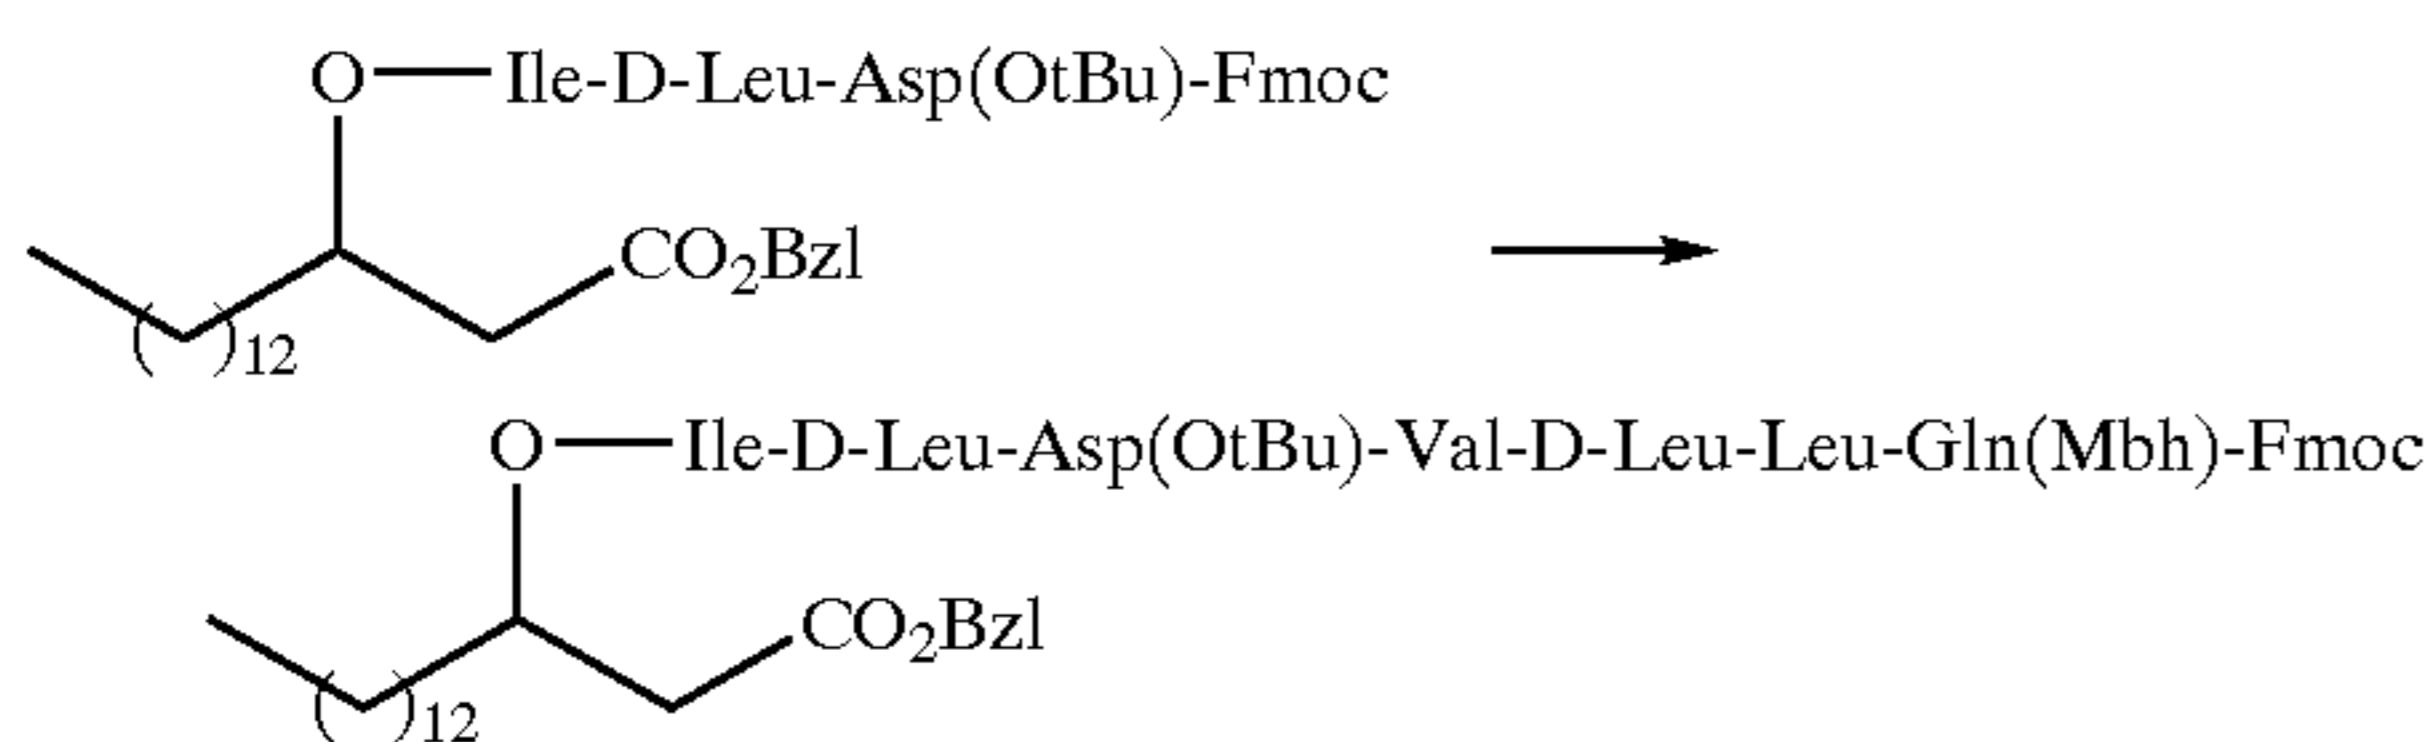 O—Ile-D-Leu-Asp(OtBu)-Fmoc
CO2Bzl
( )12
O—Ile-D-Leu-Asp(OtBu)-Val-D-Leu-Leu-Gln(Mbh)-Fmoc
CO2Bzl
( )12